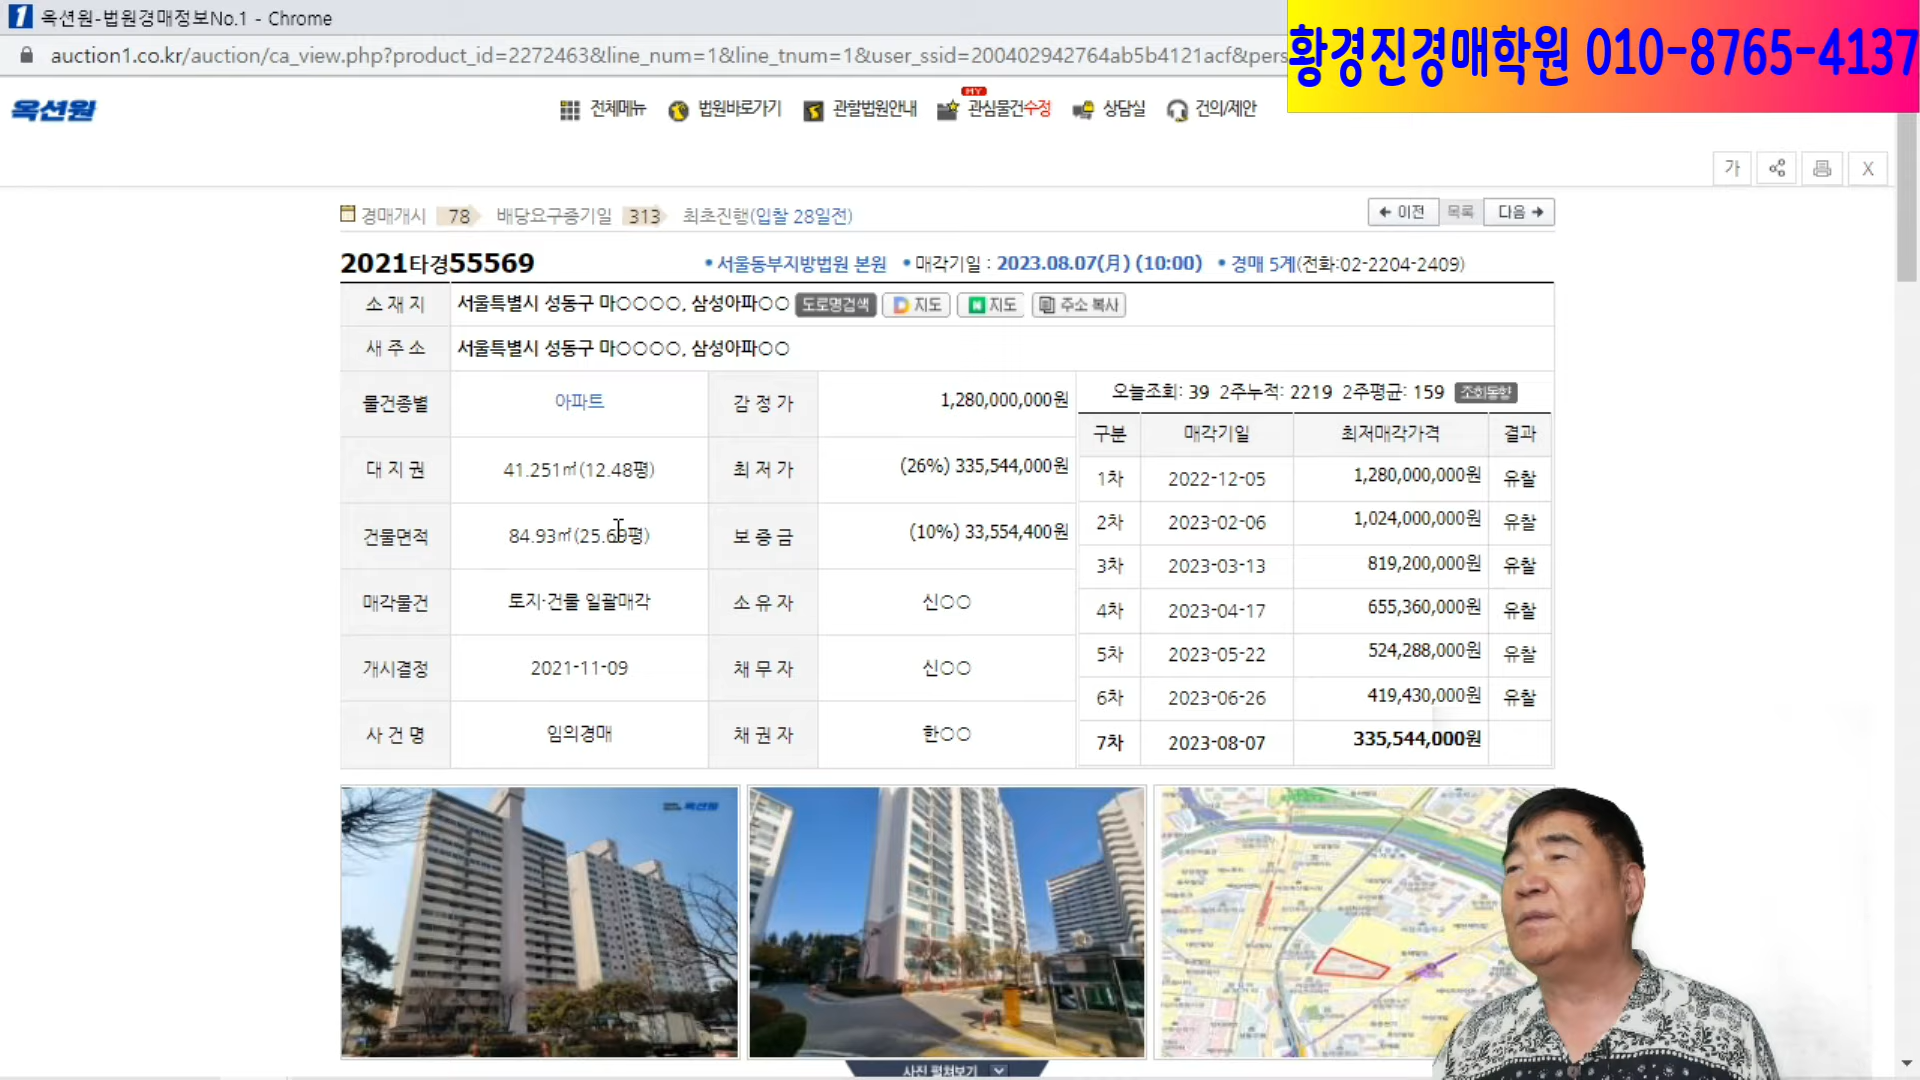 옥션원-법원경매정보No.1 - Chrome
auction1.co.kr/auction/ca_view.php?product_id=2272463&line_num=1&line_tnum=1&user_ssid=200402942764ab5b4121acf&pers
황경진경매학원 010-8765-4137
옥션원
전체메뉴 법원바로가기 관할법원안내 MY 관심물건수정 상담실 건의/제안
가 X
경매개시 78 배당요구종기일 313 최초진행(입찰 28일전)
이전 목록 다음
2021타경55569 • 서울동부지방법원 본원 • 매각기일 : 2023.08.07(月) (10:00) • 경매 5계(전화:02-2204-2409)
소 재 지 서울특별시 성동구 마○○○○, 삼성아파○○ 도로명검색 D 지도 N 지도 주소 복사
새 주 소 서울특별시 성동구 마○○○○, 삼성아파○○
물건종별 아파트 감 정 가 1,280,000,000원
대 지 권 41.251㎡(12.48평) 최 저 가 (26%) 335,544,000원
건물면적 84.93㎡(25.69평) 보 증 금 (10%) 33,554,400원
매각물건 토지·건물 일괄매각 소 유 자 신○○
개시결정 2021-11-09 채 무 자 신○○
사 건 명 임의경매 채 권 자 한○○
오늘조회: 39 2주누적: 2219 2주평균: 159 조회동향
구분 매각기일 최저매각가격 결과
1차 2022-12-05 1,280,000,000원 유찰
2차 2023-02-06 1,024,000,000원 유찰
3차 2023-03-13 819,200,000원 유찰
4차 2023-04-17 655,360,000원 유찰
5차 2023-05-22 524,288,000원 유찰
6차 2023-06-26 419,430,000원 유찰
7차 2023-08-07 335,544,000원
옥션원
사진 펼쳐보기